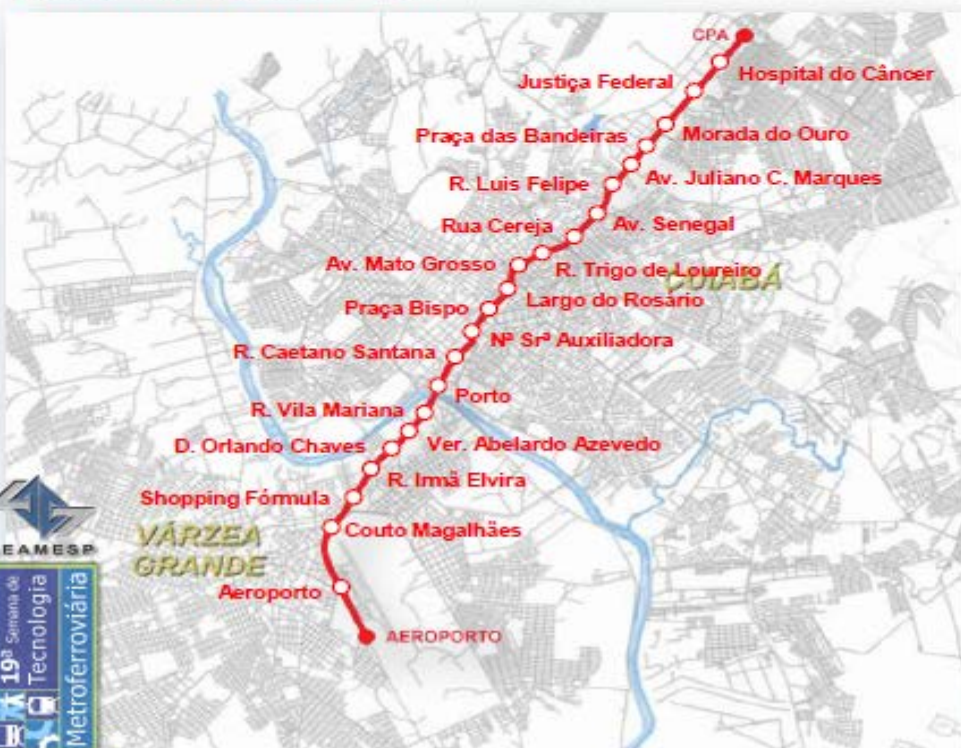 CPA
Hospital do Câncer
Justiça Federal
Morada do Ouro
Praça das Bandeiras
Av. Juliano C. Marques
R. Luis Felipe
Av. Senegal
Rua Cereja
R. Trigo de Loureiro
CUIABÁ
Av. Mato Grosso
Largo do Rosário
Praça Bispo
Nª Srª Auxiliadora
R. Caetano Santana
Porto
R. Vila Mariana
Ver. Abelardo Azevedo
D. Orlando Chaves
R. Irmã Elvira
Shopping Fórmula
Couto Magalhães
VÁRZEA
GRANDE
Aeroporto
AEROPORTO
EAMESP
19ª Semana de
Tecnologia
Metroferroviária